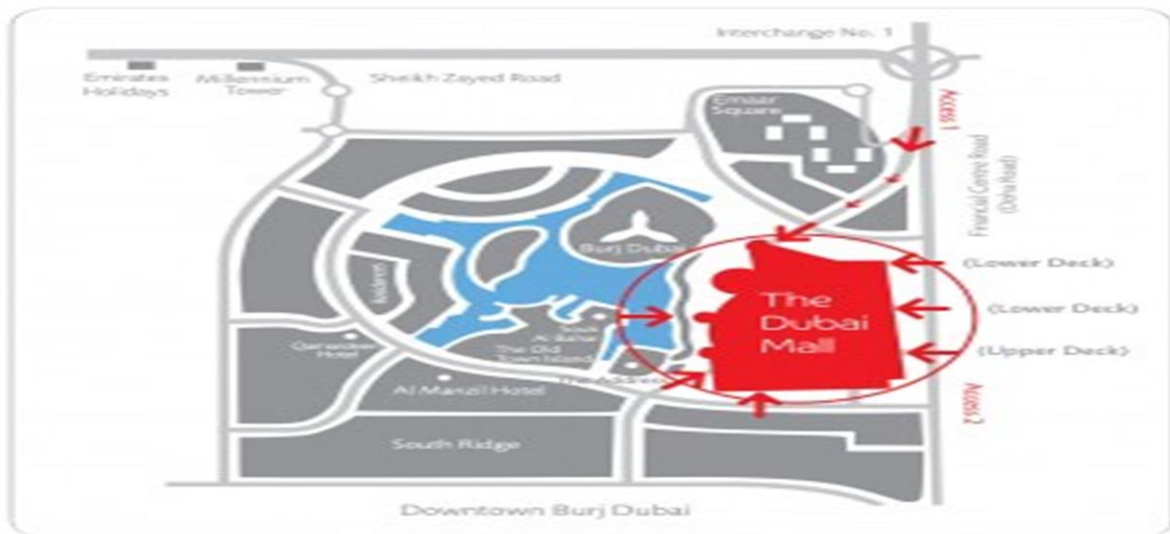 Interchange No. 1
Emirates
Holidays
Millennium
Tower
Sheikh Zayed Road
Emaar
Square
Access 1
Financial Centre Road
(Doha Road)
Burj Dubai
(Lower Deck)
(Lower Deck)
(Upper Deck)
The
Dubai
Mall
Souk
Al Bahar
The Old
Town Island
The Address
Qamardeen
Hotel
Al Manzil Hotel
Access 2
South Ridge
Downtown Burj Dubai